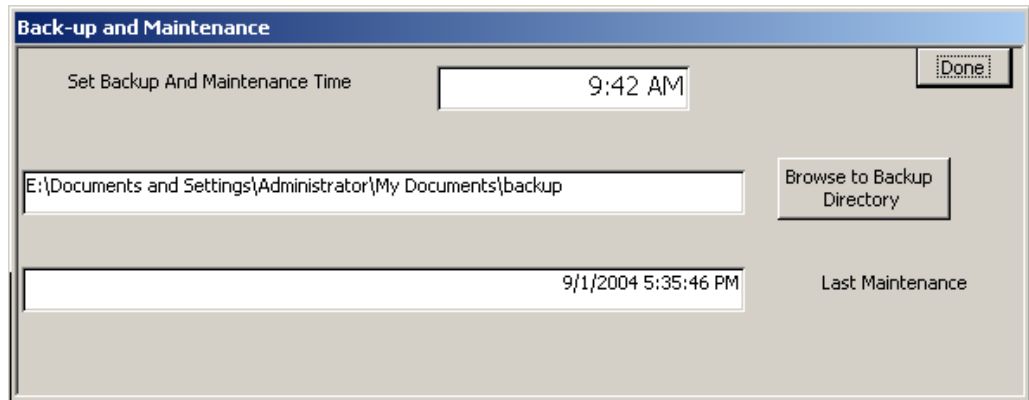 Back-up and Maintenance
Set Backup And Maintenance Time
9:42 AM
Done
E:\Documents and Settings\Administrator\My Documents\backup
Browse to Backup
Directory
9/1/2004 5:35:46 PM
Last Maintenance